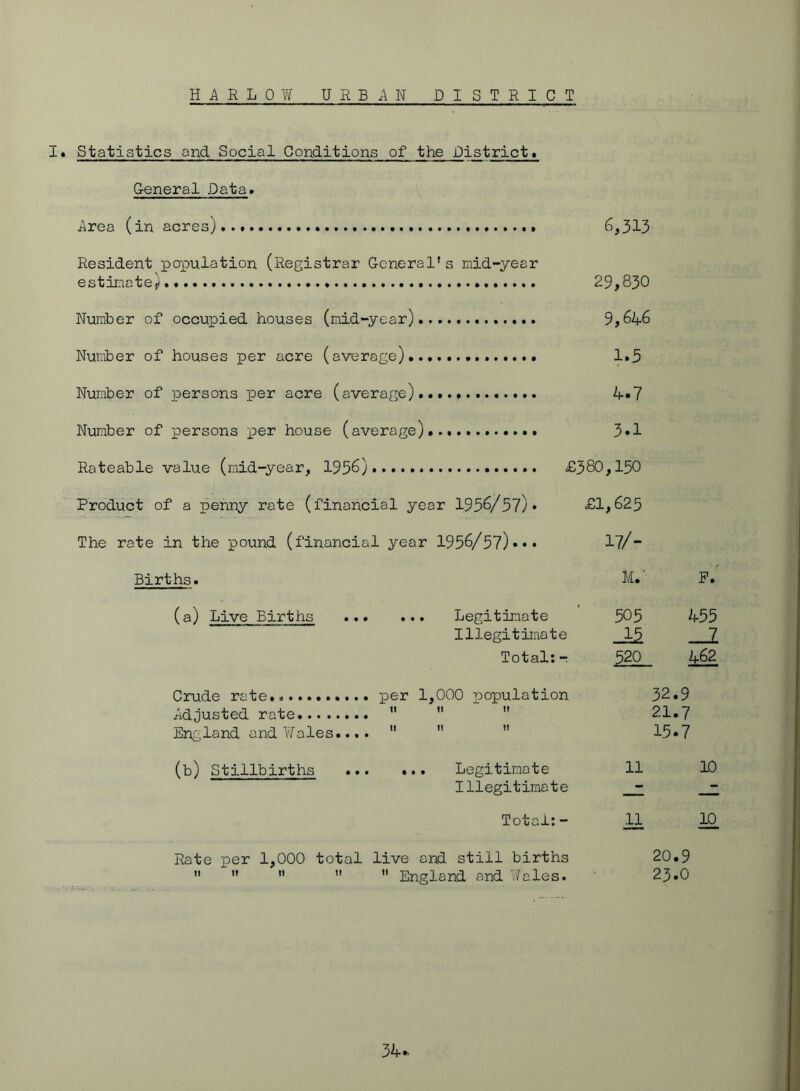 HARLOW URBAN DISTRICT
I. Statistics and Social Conditions of the District.
General Data.
Area (in acres)...................................... 6,313
Resident population (Registrar General's mid-year
estimate)............................................ 29,830
Number of occupied houses (mid-year)............. 9,646
Number of houses per acre (average).............. 1.5
Number of persons per acre (average)............. 4.7
Number of persons per house (average)............ 3.1
Rateable value (mid-year, 1956).................. £380,150
Product of a penny rate (financial year 1956/57). £1,625
The rate in the pound (financial year 1956/57)... 17/-
Births. M. F.
(a) Live Births ... ... Legitimate 505 455
Illegitimate 15 7
Total:- 520 462
Crude rate........... per 1,000 population 32.9
Adjusted rate........ " " " 21.7
England and Wales.... " " " 15.7
(b) Stillbirths ... ... Legitimate 11 10
Illegitimate - -
Total:- 11 10
Rate per 1,000 total live and still births 20.9
" " " " " England and Wales. 23.0
34.